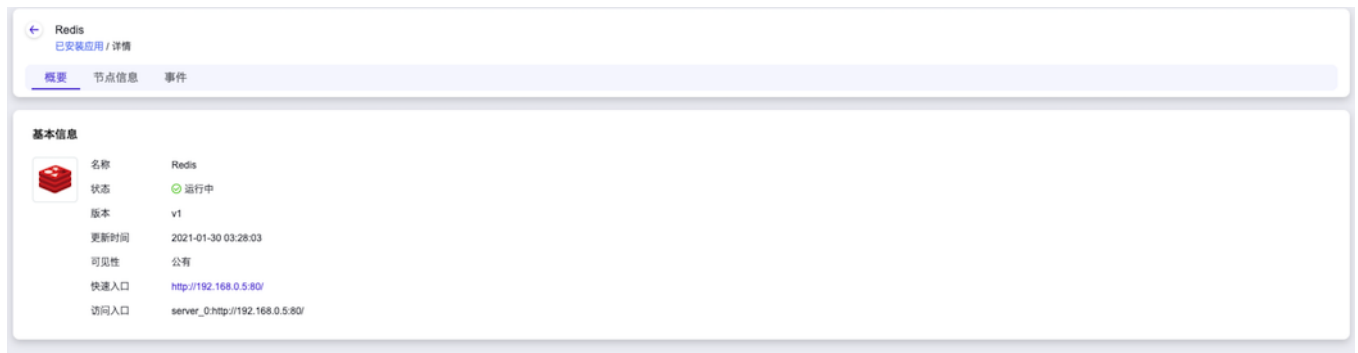 Redis
已安装应用 / 详情
概要 节点信息 事件
基本信息
名称 Redis
状态 运行中
版本 v1
更新时间 2021-01-30 03:28:03
可见性 公有
快速入口 http://192.168.0.5:80/
访问入口 server_0:http://192.168.0.5:80/